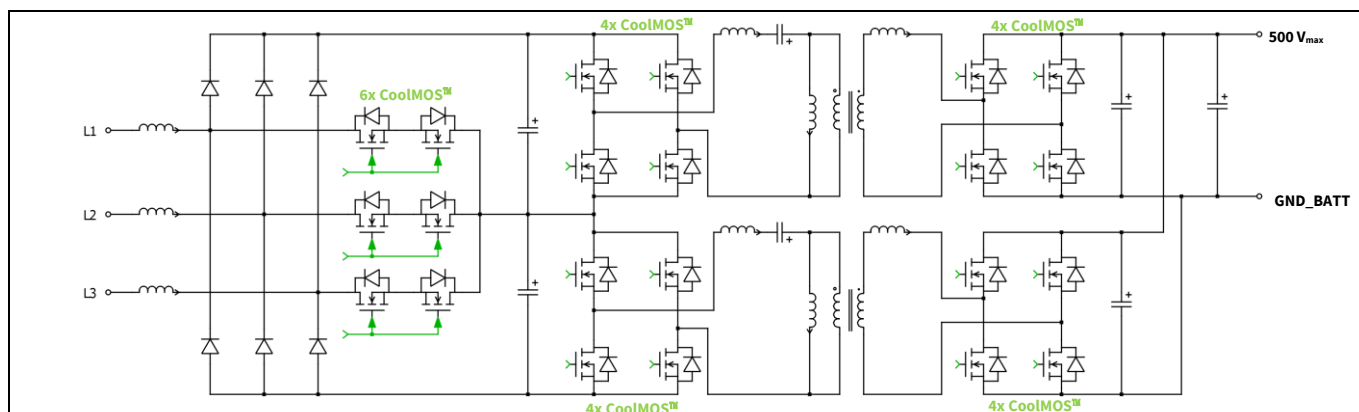 4x CoolMOS™
4x CoolMOS™
500 Vmax
6x CoolMOS™
L1
L2
GND_BATT
L3
4x CoolMOS™
4x CoolMOS™